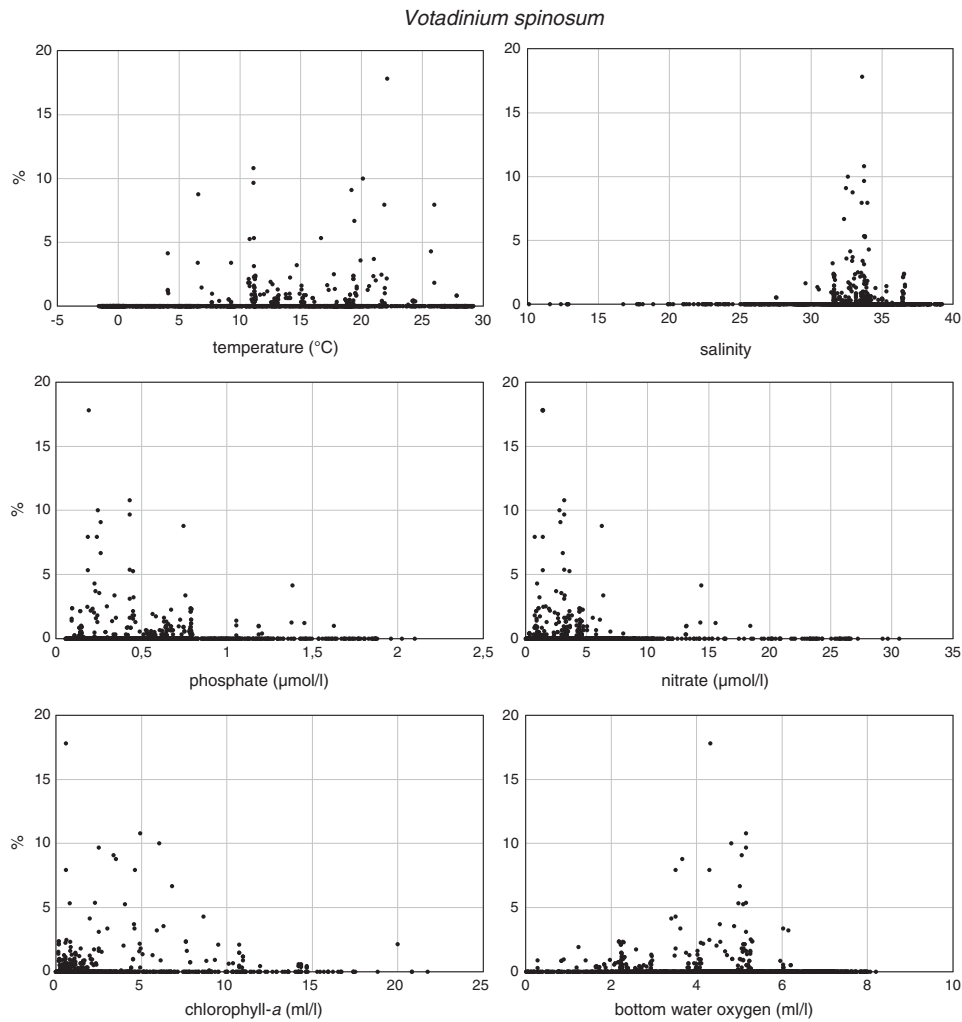 Votadinium spinosum
20
15
%
10
5
0
-5 0 5 10 15 20 25 30
temperature (°C)
20
15
10
5
0
10 15 20 25 30 35 40
salinity
20
15
%
10
5
0
0 0,5 1 1,5 2 2,5
phosphate (µmol/l)
20
15
10
5
0
0 5 10 15 20 25 30 35
nitrate (µmol/l)
20
15
%
10
5
0
0 5 10 15 20 25
chlorophyll-a (ml/l)
20
15
10
5
0
0 2 4 6 8 10
bottom water oxygen (ml/l)